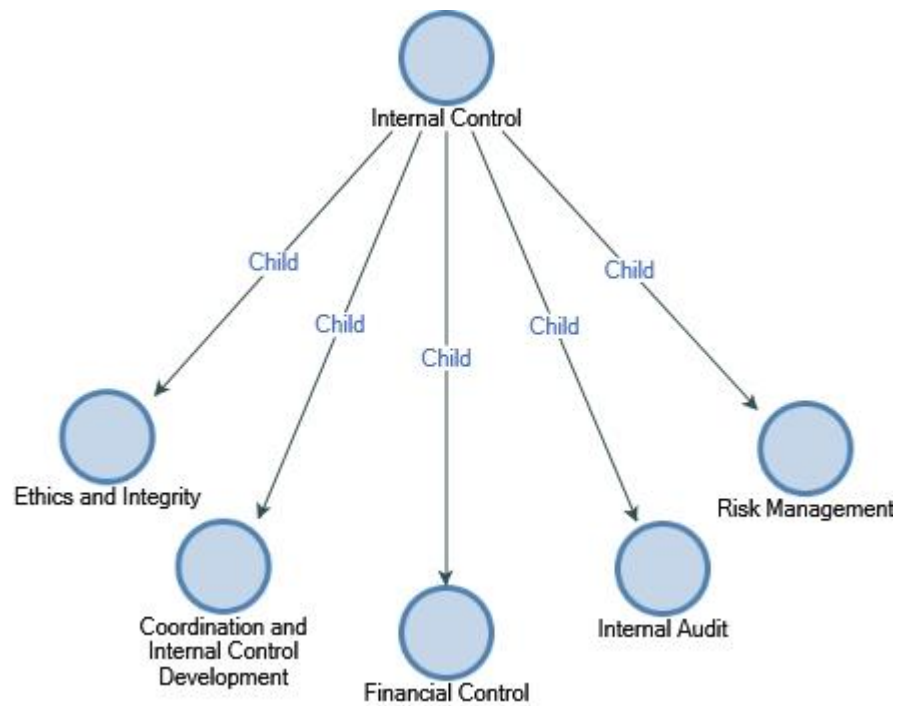 Internal Control
Child
Child
Child
Child
Child
Ethics and Integrity
Coordination and
Internal Control
Development
Financial Control
Internal Audit
Risk Management